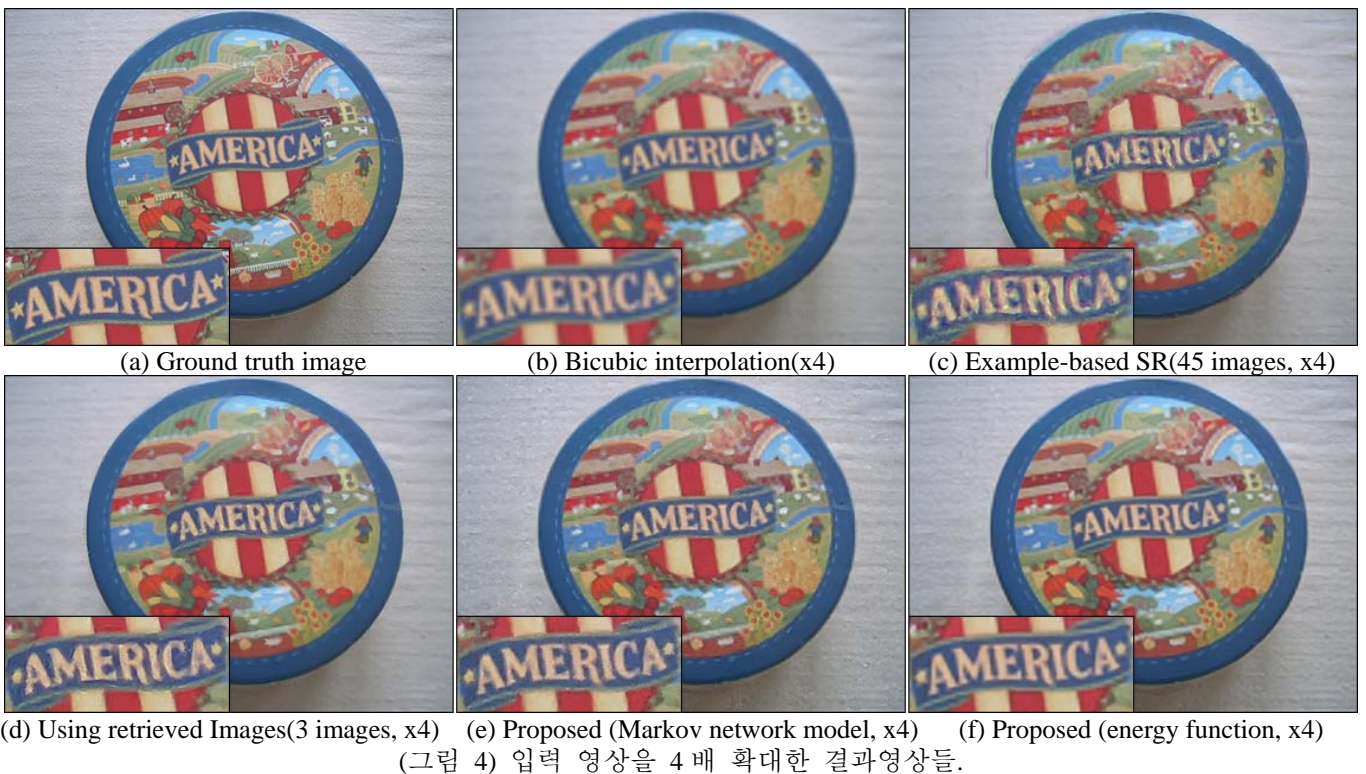 AMERICA
AMERICA
AMERICA
AMERICA
AMERICA
AMERICA
(a) Ground truth image
(b) Bicubic interpolation(x4)
(c) Example-based SR(45 images, x4)
AMERICA
AMERICA
AMERICA
AMERICA
AMERICA
AMERICA
(d) Using retrieved Images(3 images, x4)
(e) Proposed (Markov network model, x4)
(f) Proposed (energy function, x4)
(그림 4) 입력 영상을 4 배 확대한 결과영상들.